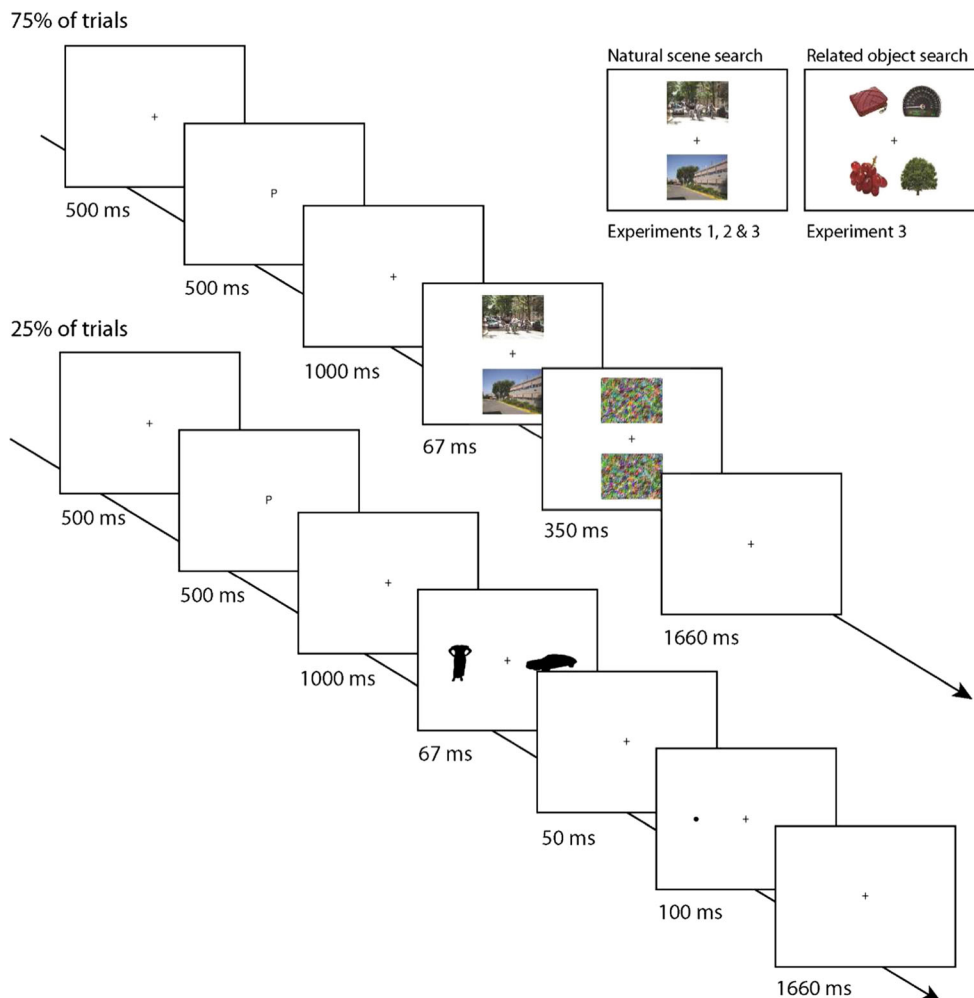 75% of trials
500 ms
P
500 ms
1000 ms
67 ms
350 ms
1660 ms
Natural scene search
Experiments 1, 2 & 3
Related object search
Experiment 3
25% of trials
500 ms
P
500 ms
1000 ms
67 ms
50 ms
100 ms
1660 ms